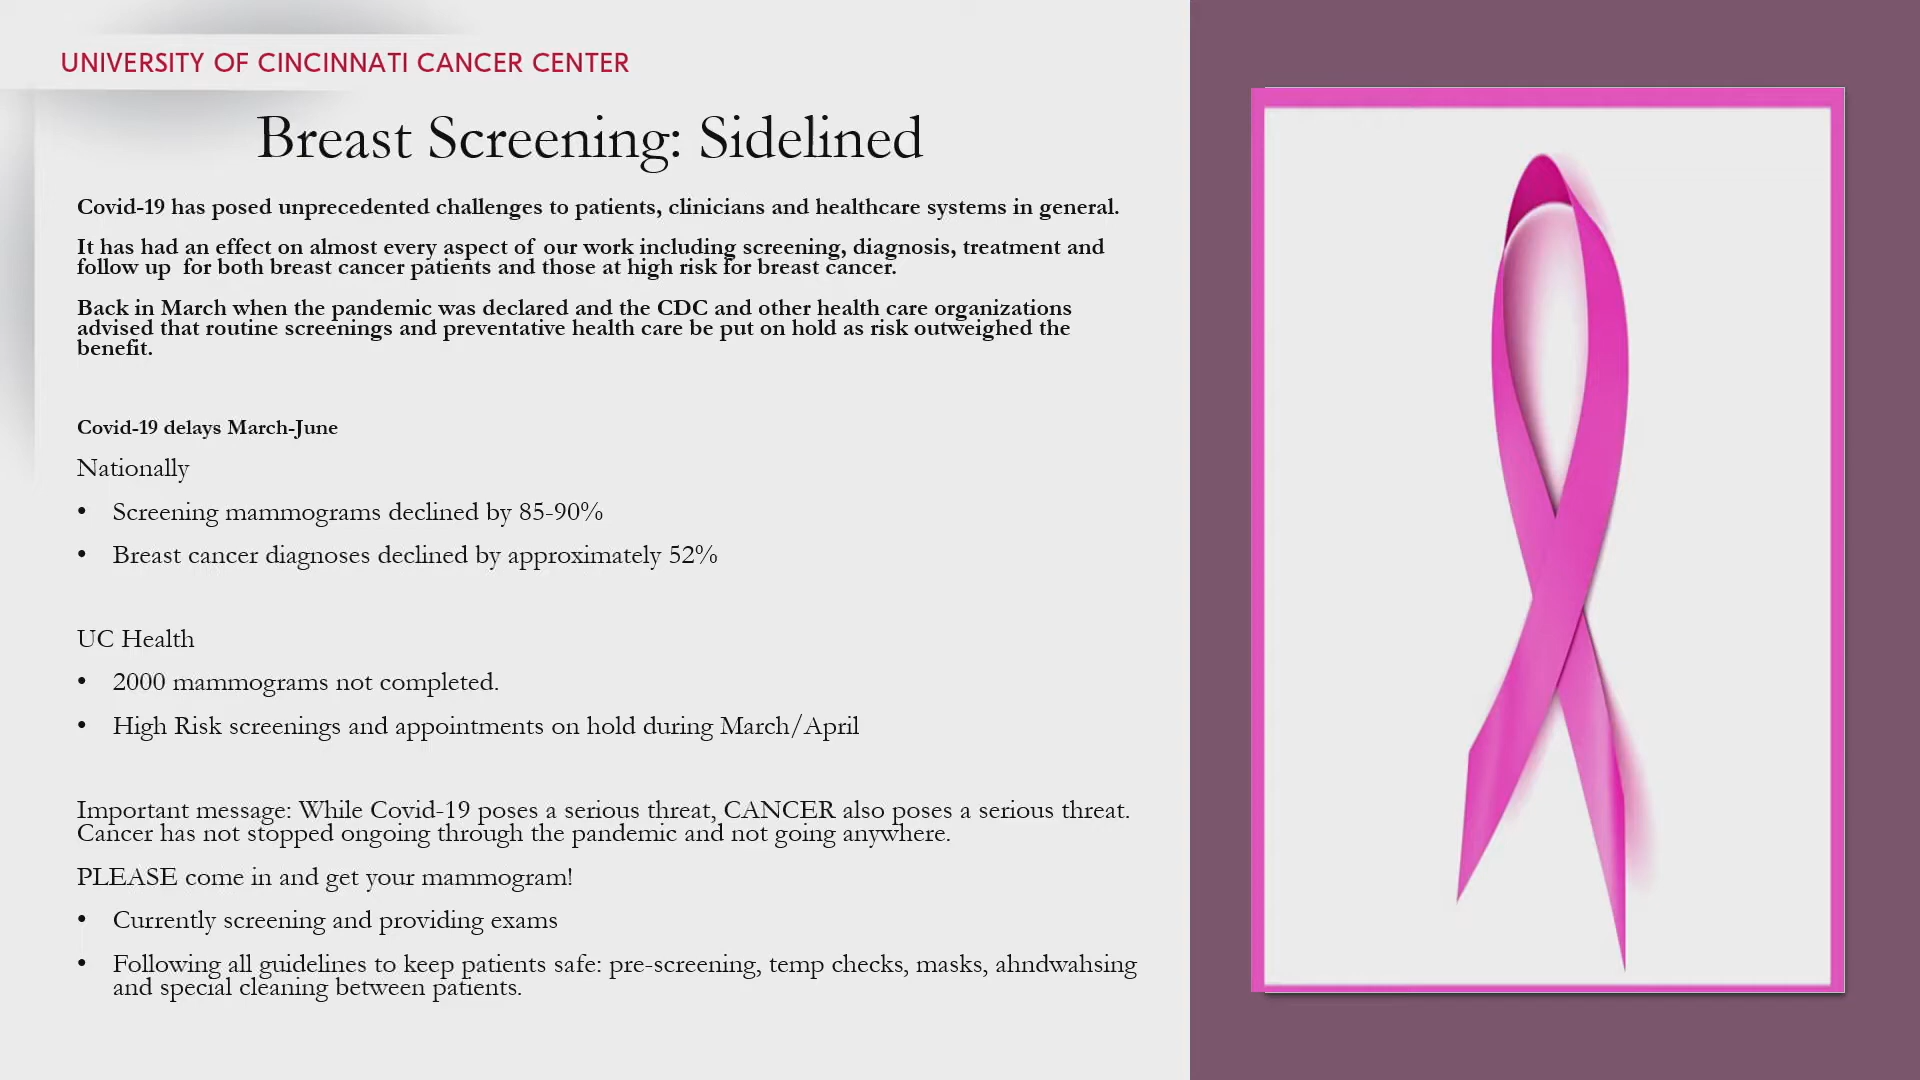 UNIVERSITY OF CINCINNATI CANCER CENTER
Breast Screening: Sidelined
Covid-19 has posed unprecedented challenges to patients, clinicians and healthcare systems in general.
It has had an effect on almost every aspect of our work including screening, diagnosis, treatment and
follow up for both breast cancer patients and those at high risk for breast cancer.
Back in March when the pandemic was declared and the CDC and other health care organizations
advised that routine screenings and preventative health care be put on hold as risk outweighed the
benefit.
Covid-19 delays March-June
Nationally
• Screening mammograms declined by 85-90%
• Breast cancer diagnoses declined by approximately 52%
UC Health
• 2000 mammograms not completed.
• High Risk screenings and appointments on hold during March/April
Important message: While Covid-19 poses a serious threat, CANCER also poses a serious threat.
Cancer has not stopped ongoing through the pandemic and not going anywhere.
PLEASE come in and get your mammogram!
• Currently screening and providing exams
• Following all guidelines to keep patients safe: pre-screening, temp checks, masks, ahndwahsing
and special cleaning between patients.